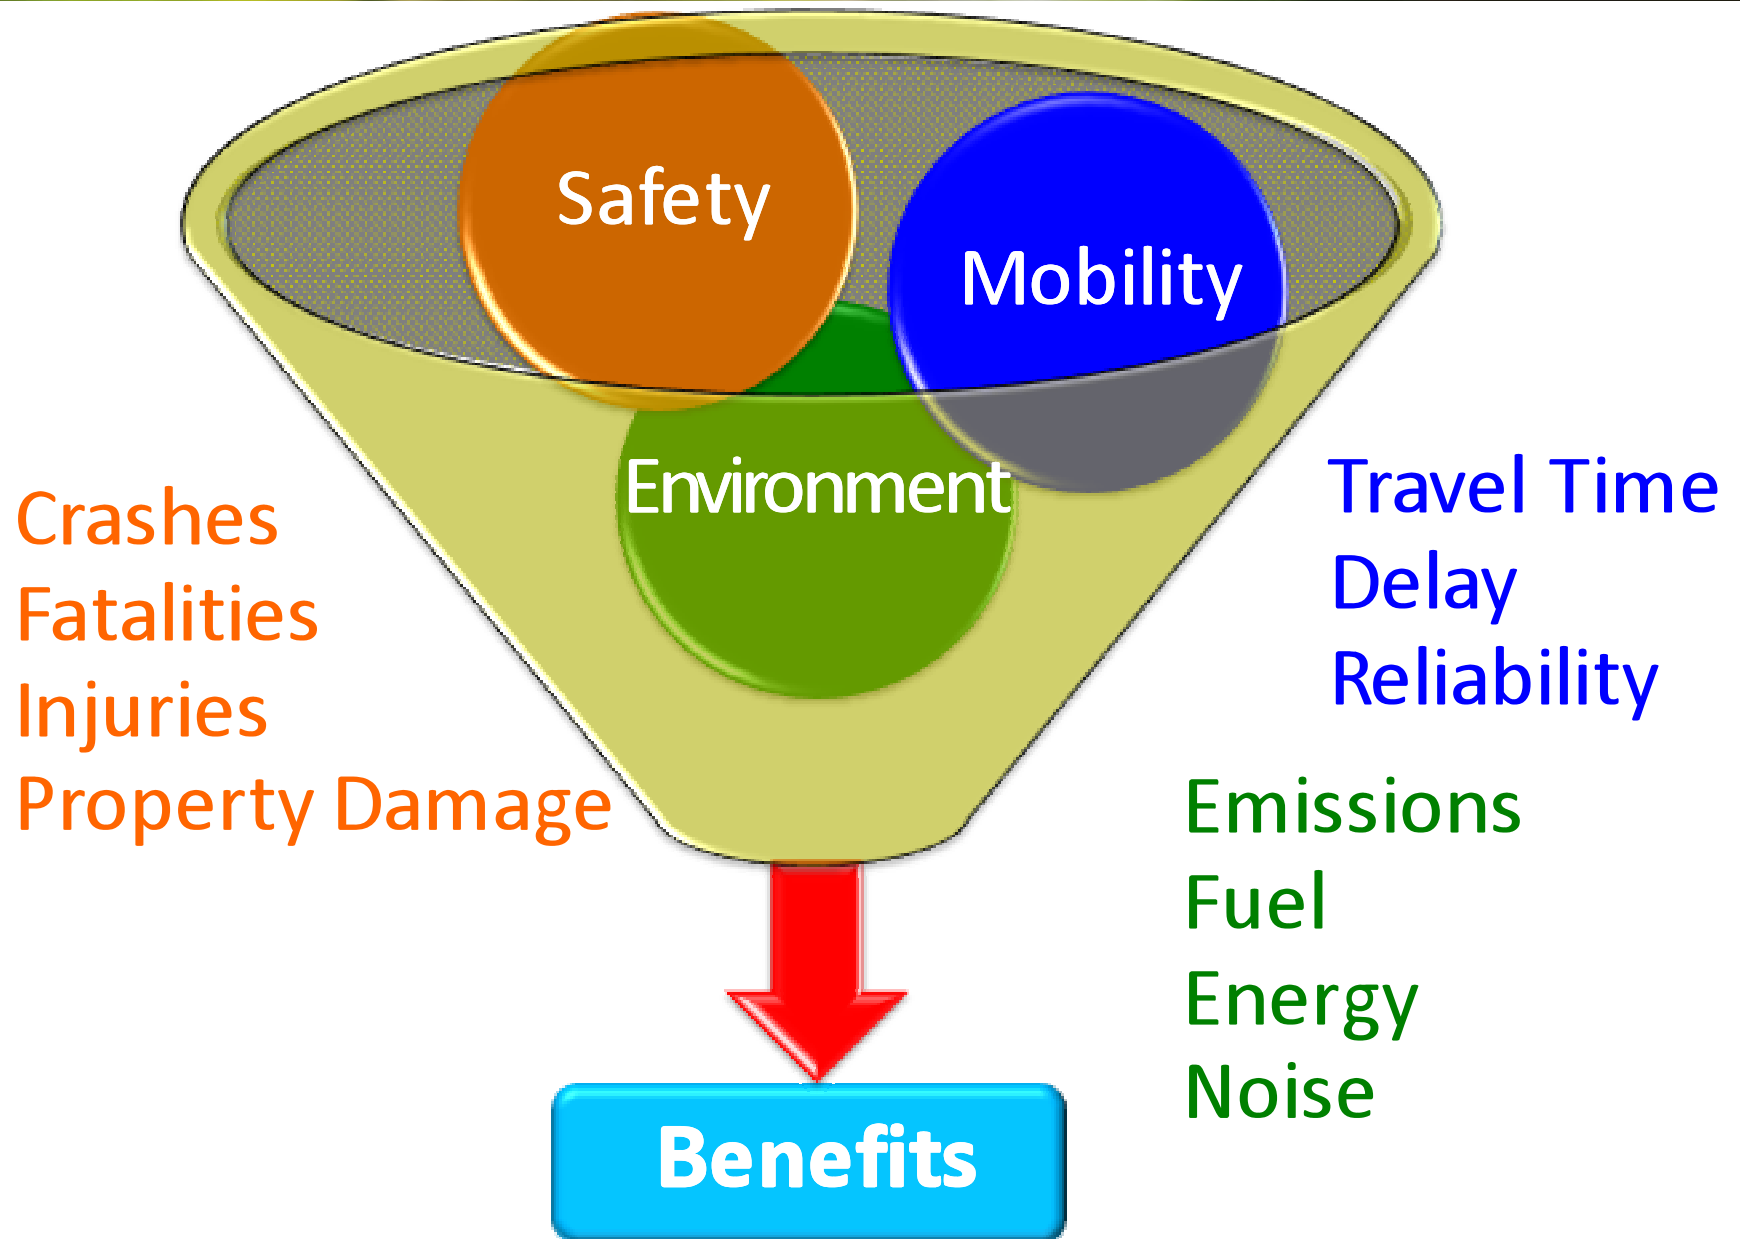 Safety
Mobility
Environment
Crashes
Fatalities
Injuries
Property Damage
Travel Time
Delay
Reliability
Emissions
Fuel
Energy
Noise
Benefits